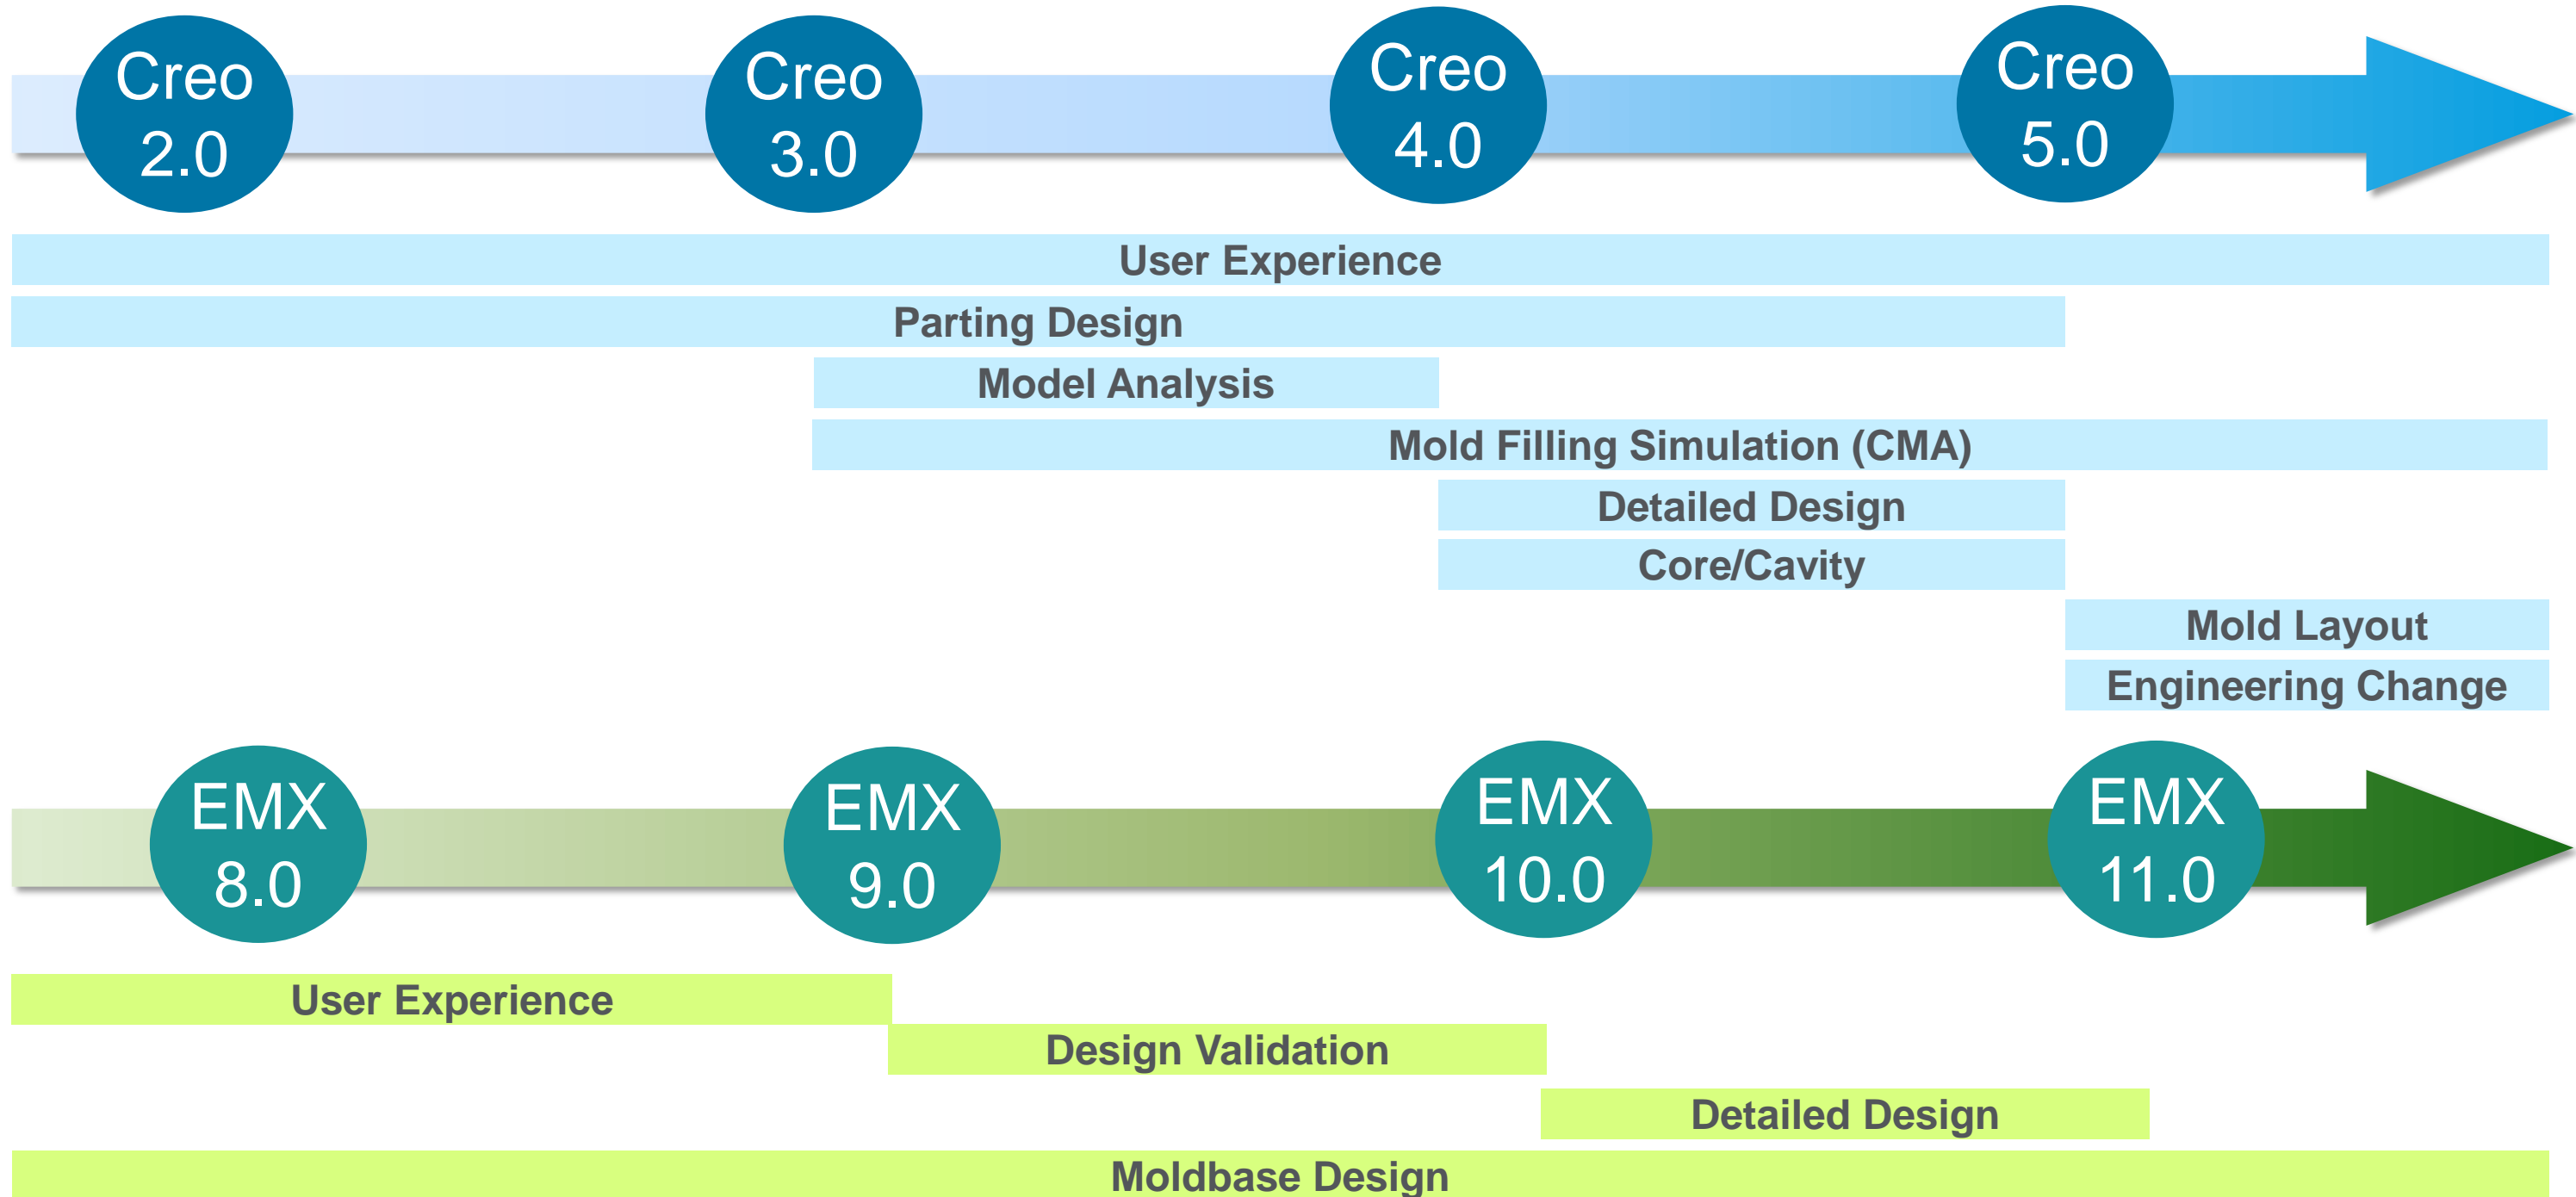 Creo
2.0
Creo
3.0
Creo
4.0
Creo
5.0
User Experience
Parting Design
Model Analysis
Mold Filling Simulation (CMA)
Detailed Design
Core/Cavity
Mold Layout
Engineering Change
EMX
8.0
EMX
9.0
EMX
10.0
EMX
11.0
User Experience
Design Validation
Detailed Design
Moldbase Design